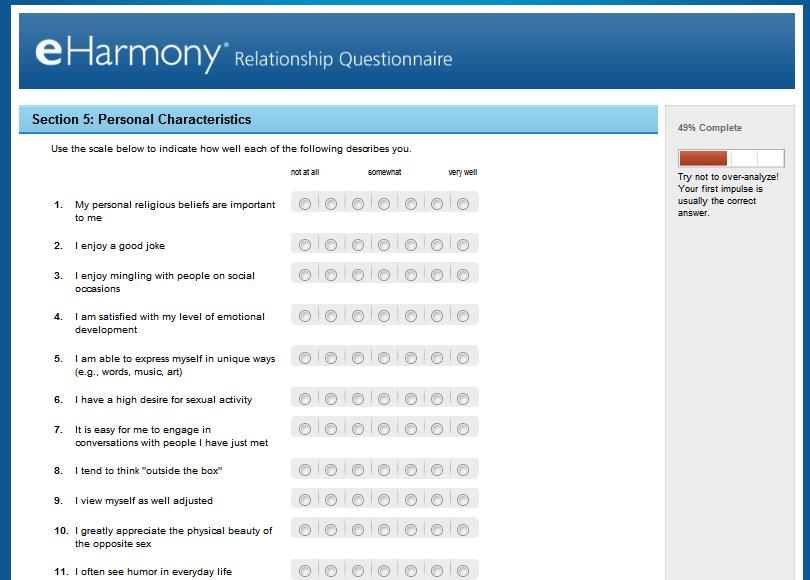 eHarmony® Relationship Questionnaire
Section 5: Personal Characteristics
Use the scale below to indicate how well each of the following describes you.
not at all somewhat very well
1. My personal religious beliefs are important
to me
2. I enjoy a good joke
3. I enjoy mingling with people on social
occasions
4. I am satisfied with my level of emotional
development
5. I am able to express myself in unique ways
(e.g., words, music, art)
6. I have a high desire for sexual activity
7. It is easy for me to engage in
conversations with people I have just met
8. I tend to think "outside the box"
9. I view myself as well adjusted
10. I greatly appreciate the physical beauty of
the opposite sex
11. I often see humor in everyday life
49% Complete
Try not to over-analyze!
Your first impulse is
usually the correct
answer.